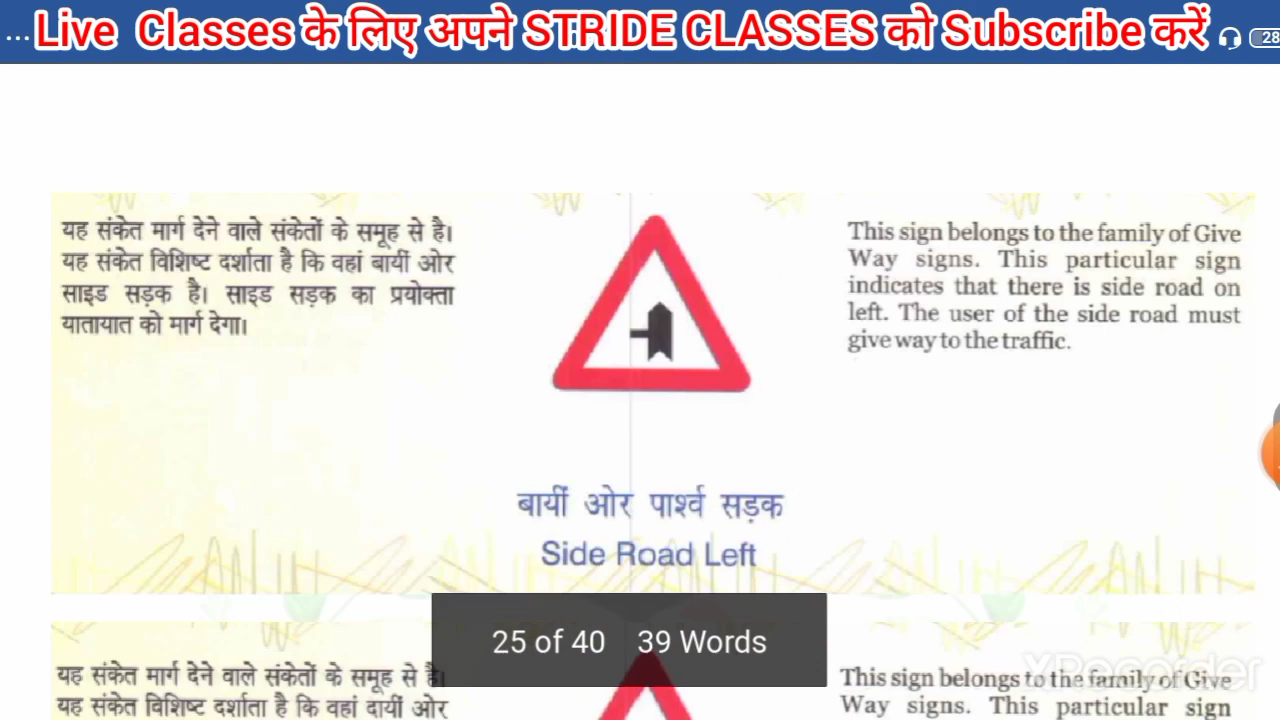 ...Live Classes के लिए अपने STRIDE CLASSES को Subscribe करें 28
यह संकेत मार्ग देने वाले संकेतों के समूह से है।
यह संकेत विशिष्ट दर्शाता है कि वहां बायीं ओर
साइड सड़क है। साइड सड़क का प्रयोक्ता
यातायात को मार्ग देगा।
This sign belongs to the family of Give
Way signs. This particular sign
indicates that there is side road on
left. The user of the side road must
give way to the traffic.
बायीं ओर पार्श्व सड़क
Side Road Left
25 of 40 39 Words
यह संकेत मार्ग देने वाले संकेतों के समूह से है।
यह संकेत विशिष्ट दर्शाता है कि वहां दायीं ओर
This sign belongs to the family of Give
Way signs. This particular sign
XRecorder